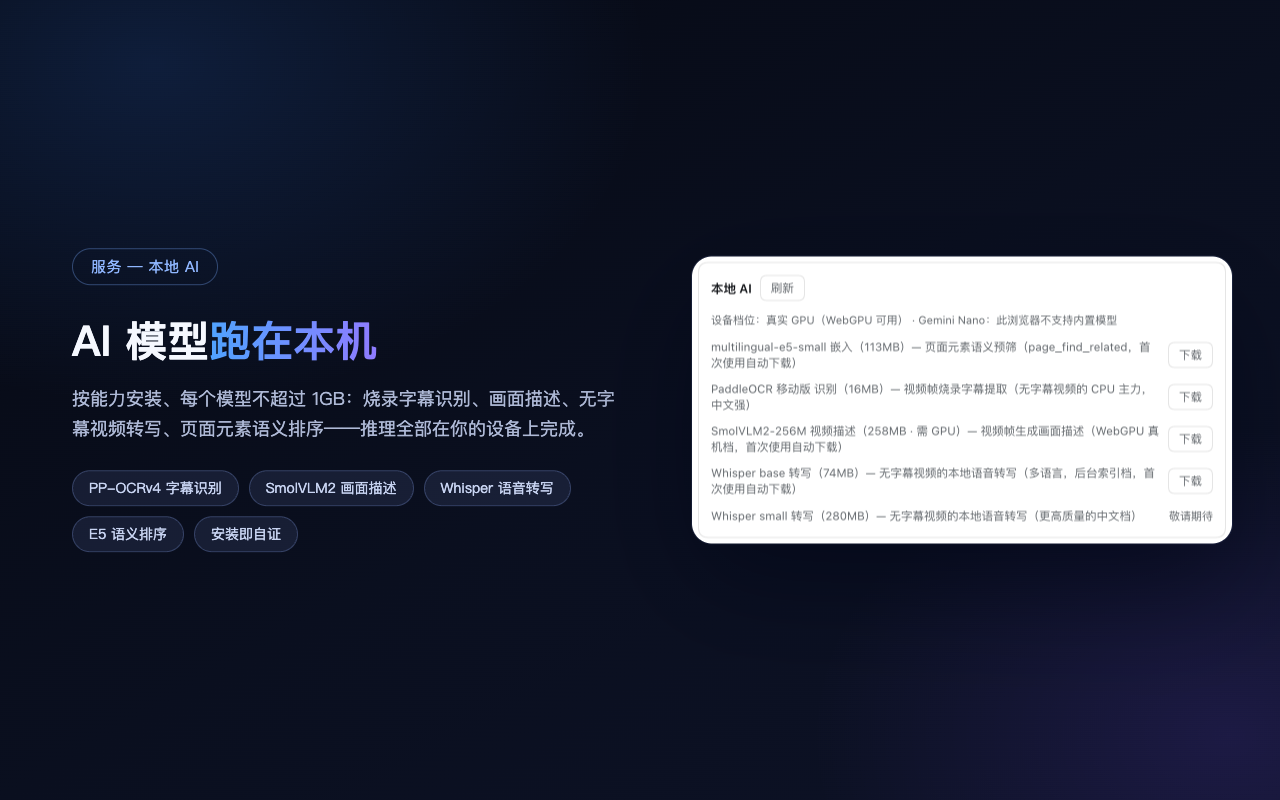 服务 — 本地 AI
AI 模型跑在本机
按能力安装、每个模型不超过 1GB：烧录字幕识别、画面描述、无字
幕视频转写、页面元素语义排序——推理全部在你的设备上完成。
PP-OCRv4 字幕识别
SmolVLM2 画面描述
Whisper 语音转写
E5 语义排序
安装即自证
本地 AI
刷新
设备档位：真实 GPU（WebGPU 可用） · Gemini Nano：此浏览器不支持内置模型
multilingual-e5-small 嵌入（113MB）— 页面元素语义预筛（page_find_related，首
次使用自动下载）
下载
PaddleOCR 移动版 识别（16MB）— 视频帧烧录字幕提取（无字幕视频的 CPU 主力，
中文强）
下载
SmolVLM2-256M 视频描述（258MB · 需 GPU）— 视频帧生成画面描述（WebGPU 真
机档，首次使用自动下载）
下载
Whisper base 转写（74MB）— 无字幕视频的本地语音转写（多语言，后台索引档，首
次使用自动下载）
下载
Whisper small 转写（280MB）— 无字幕视频的本地语音转写（更高质量的中文档）
敬请期待